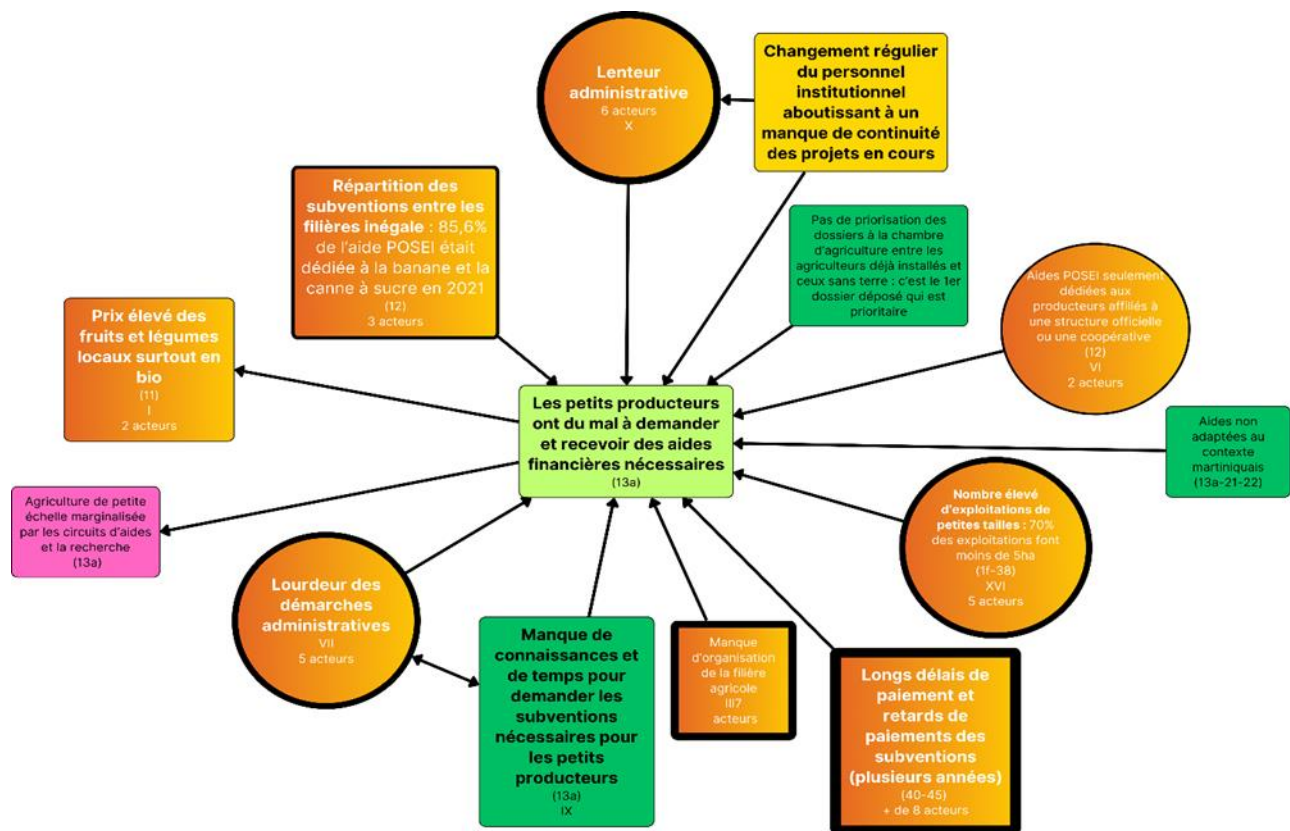 Lenteur
administrative
6 acteurs
X
Changement régulier
du personnel
institutionnel
aboutissant à un
manque de continuité
des projets en cours
Répartition des
subventions entre les
filières inégale : 85,6%
de l'aide POSEI était
dédiée à la banane et la
canne à sucre en 2021
(12)
3 acteurs
Pas de priorisation des
dossiers à la chambre
d'agriculture entre les
agriculteurs déjà installés et
ceux sans terre : c'est le 1er
dossier déposé qui est
prioritaire
Aides POSEI seulement
dédiées aux
producteurs affiliés à
une structure officielle
ou une coopérative
(12)
VI
2 acteurs
Prix élevé des
fruits et légumes
locaux surtout en
bio
(11)
I
2 acteurs
Les petits producteurs
ont du mal à demander
et recevoir des aides
financières nécessaires
(13a)
Aides non
adaptées au
contexte
martiniquais
(13a-21-22)
Agriculture de petite
échelle marginalisée
par les circuits d'aides
et la recherche
(13a)
Nombre élevé
d'exploitations de
petites tailles : 70%
des exploitations font
moins de 5ha
(1f-38)
XVI
5 acteurs
Lourdeur des
démarches
administratives
VII
5 acteurs
Manque de
connaissances et
de temps pour
demander les
subventions
nécessaires pour
les petits
producteurs
(13a)
IX
Manque
d'organisation
de la filière
agricole
III7
acteurs
Longs délais de
paiement et
retards de
paiements des
subventions
(plusieurs années)
(40-45)
+ de 8 acteurs